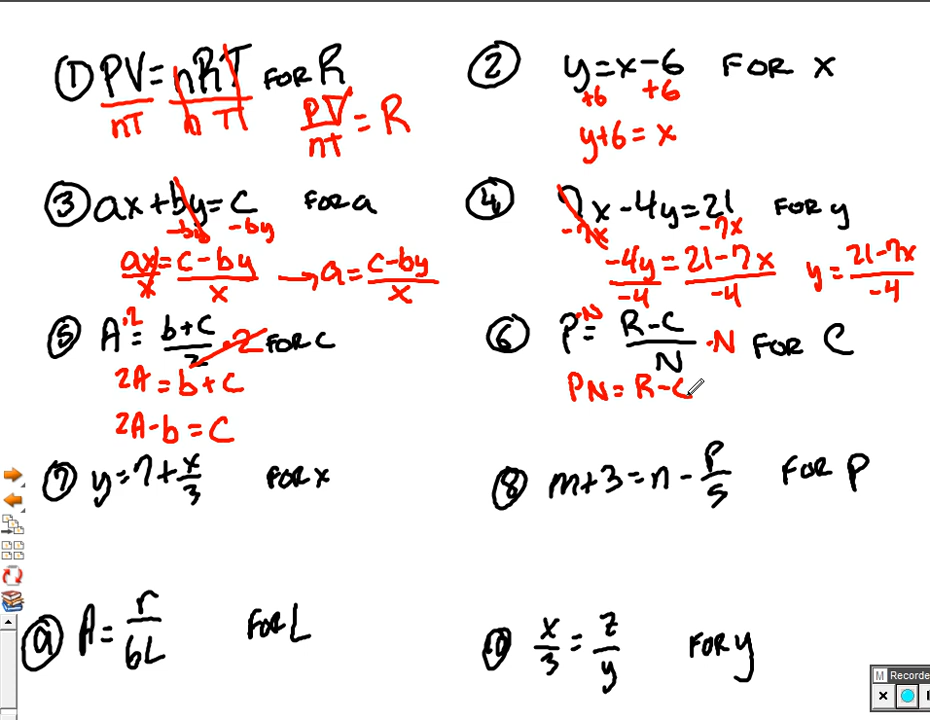 ① PV = nRT FOR R
PV/nT = nRT/nT
PV/nT = R
② y = x - 6 FOR x
+6 +6
y+6 = x
③ ax + by = c for a
-by -by
ax/x = c-by/x → a = c-by/x
④ 7x - 4y = 21 FOR y
-7x -7x
-4y/-4 = 21-7x/-4 y = 21-7x/-4
⑤ A·2 = b+c/2 ·2 FOR C
2A = b+c
2A-b = c
⑥ P·N = R-C/N ·N FOR C
PN = R-C
⑦ y = 7 + x/3 FOR x
⑧ m+3 = n - P/5 FOR P
⑨ A = r/6L FOR L
⑩ x/3 = z/y FOR y
M Recorde